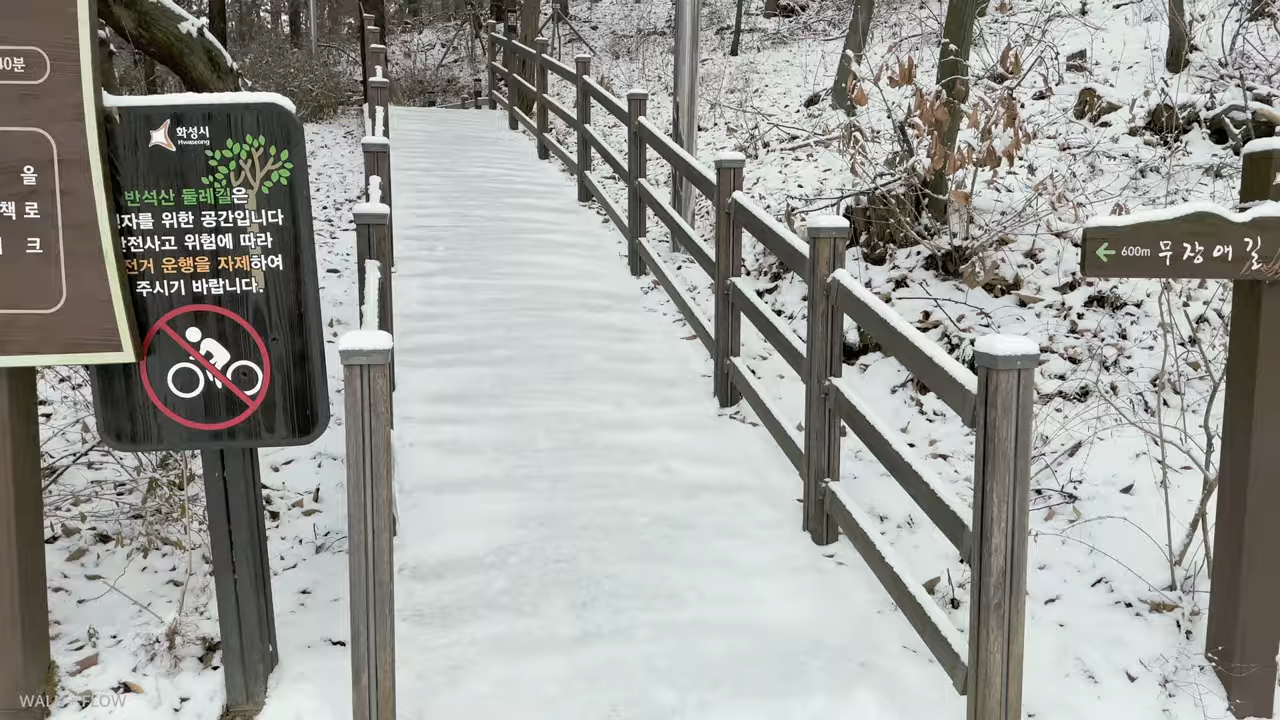 40분
을
책 로
크
화성시
Hwaseong
반석산 둘레길은
자를 위한 공간입니다
전사고 위험에 따라
전거 운행을 자제하여
주시기 바랍니다.
600m 무장애길
WALK FLOW